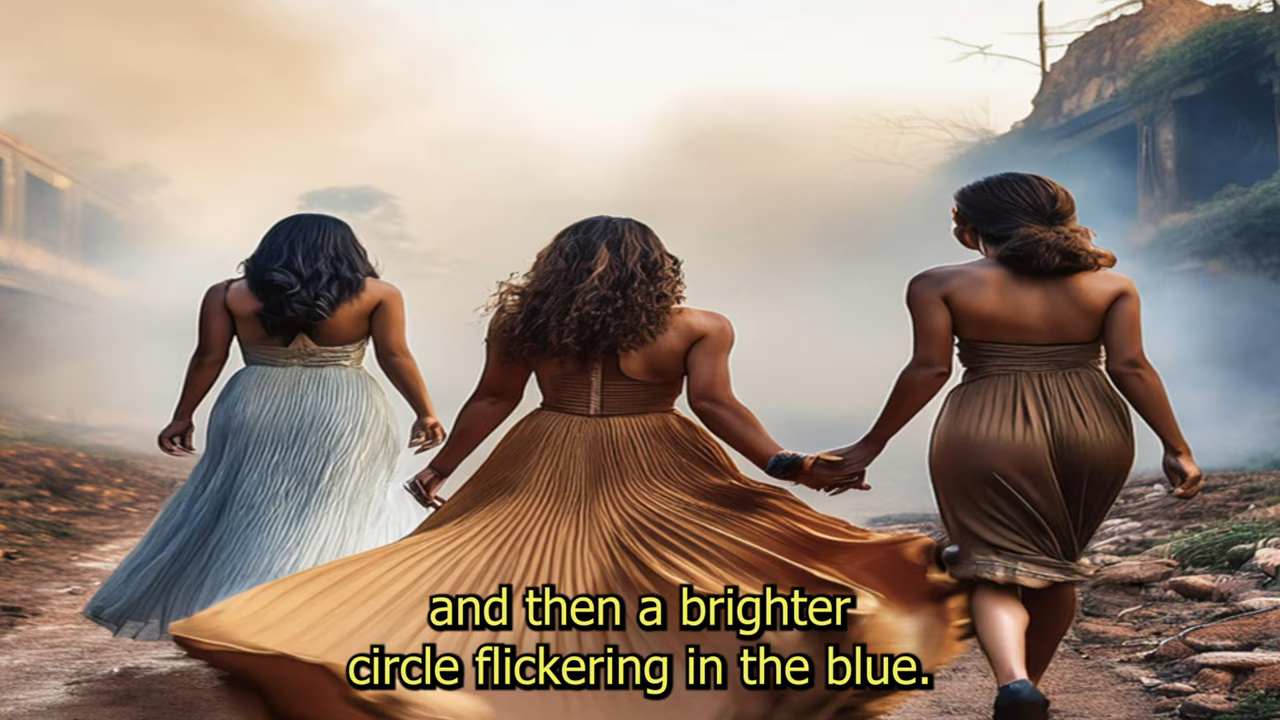 and then a brighter
circle flickering in the blue.